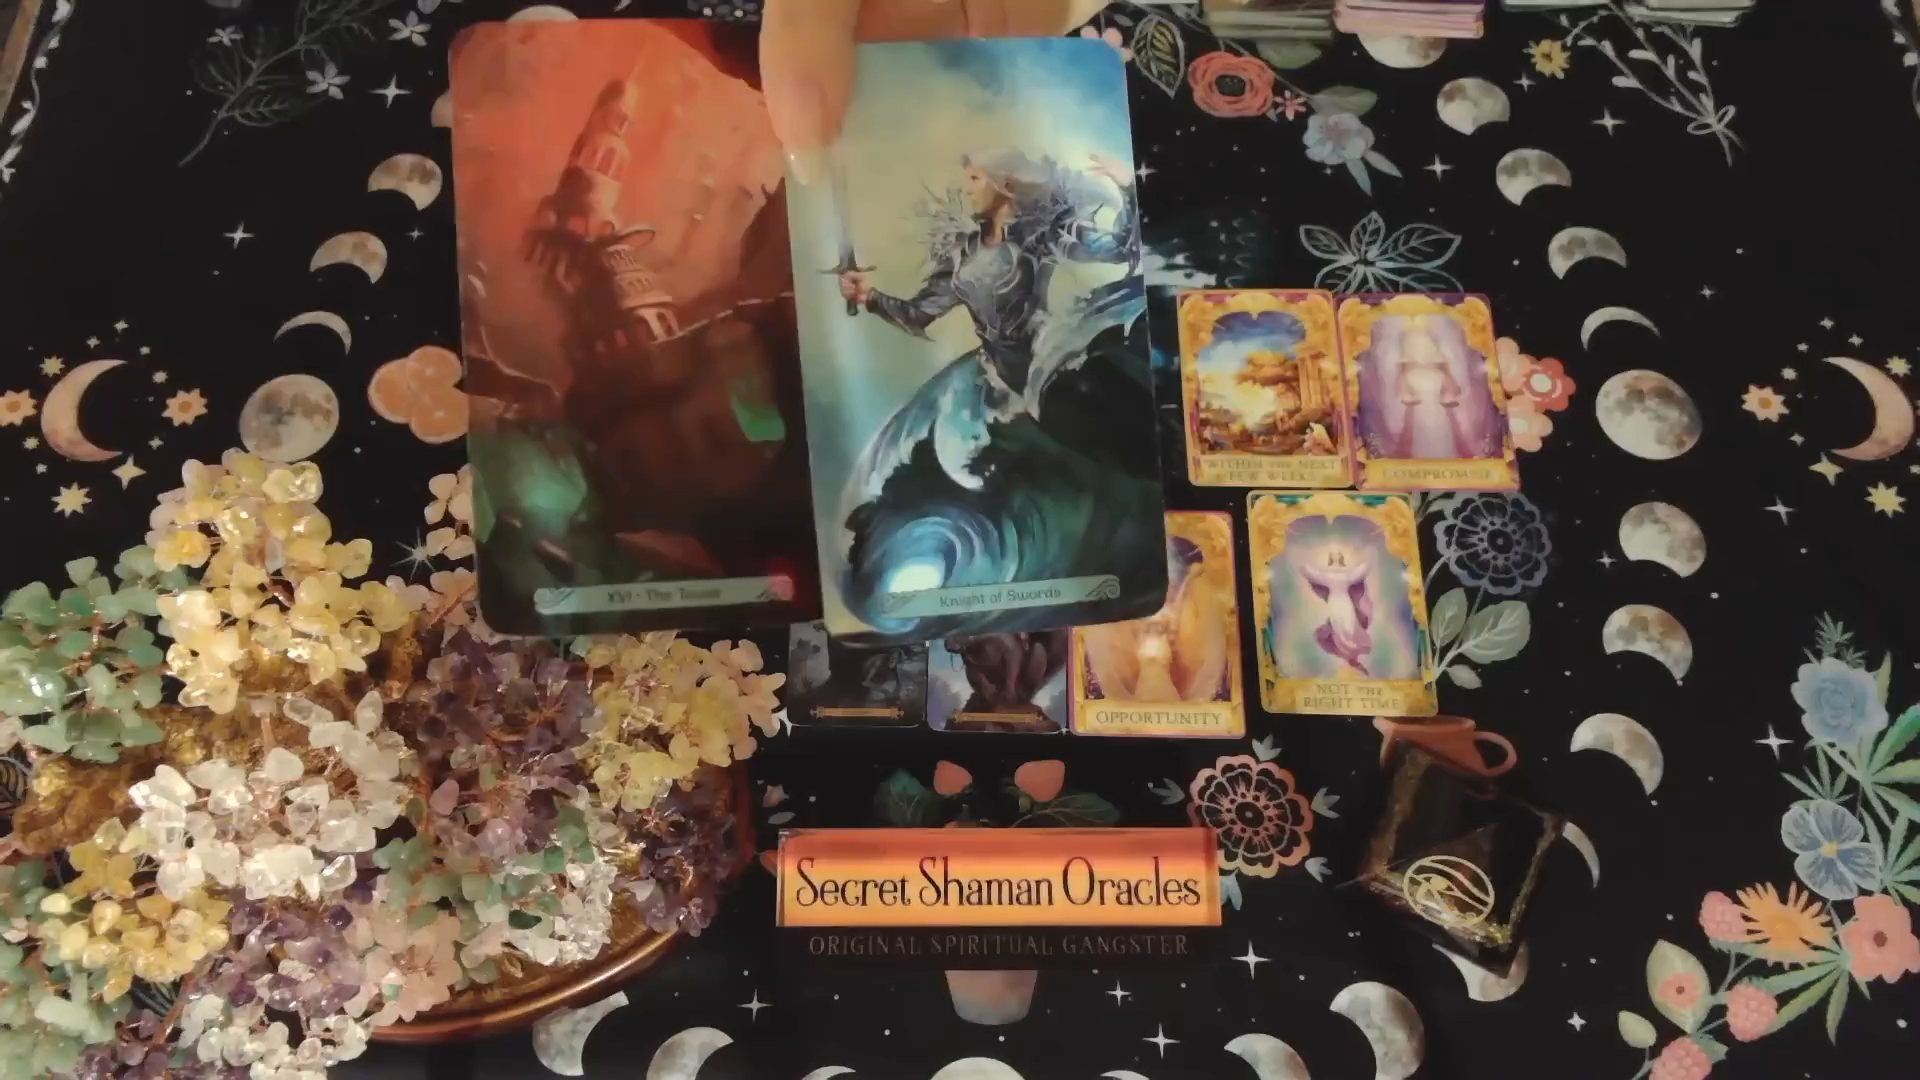 XVI • The Tower
Knight of Swords
WITHIN THE NEXT
FEW WEEKS
COMPROMISE
OPPORTUNITY
NOT THE
RIGHT TIME
Secret Shaman Oracles
ORIGINAL SPIRITUAL GANGSTER